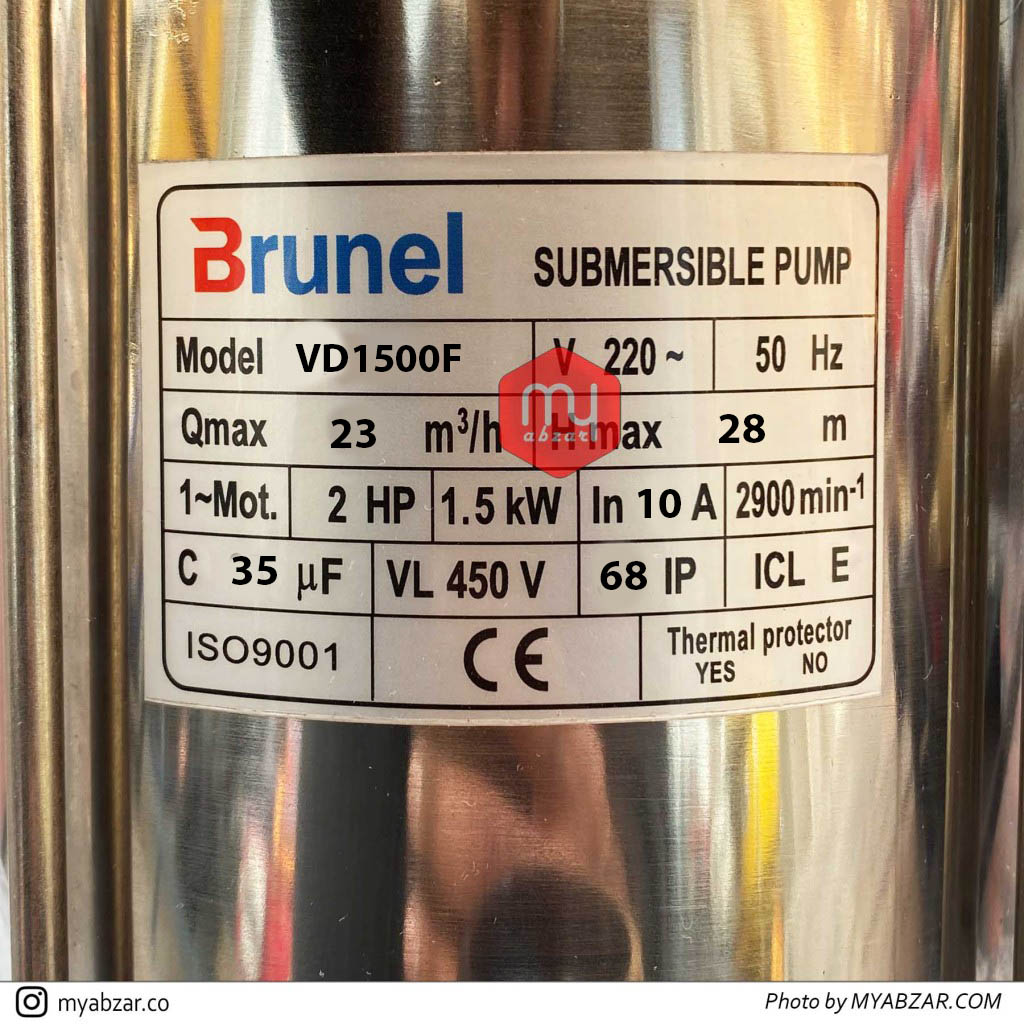 Brunel SUBMERSIBLE PUMP
Model VD1500F V 220 ~ 50 Hz
Qmax 23 m³/h H max 28 m
my
abzar
1~Mot. 2 HP 1.5 kW In 10 A 2900 min-1
C 35 µF VL 450 V 68 IP ICL E
ISO9001 CE Thermal protector
YES NO
myabzar.co Photo by MYABZAR.COM